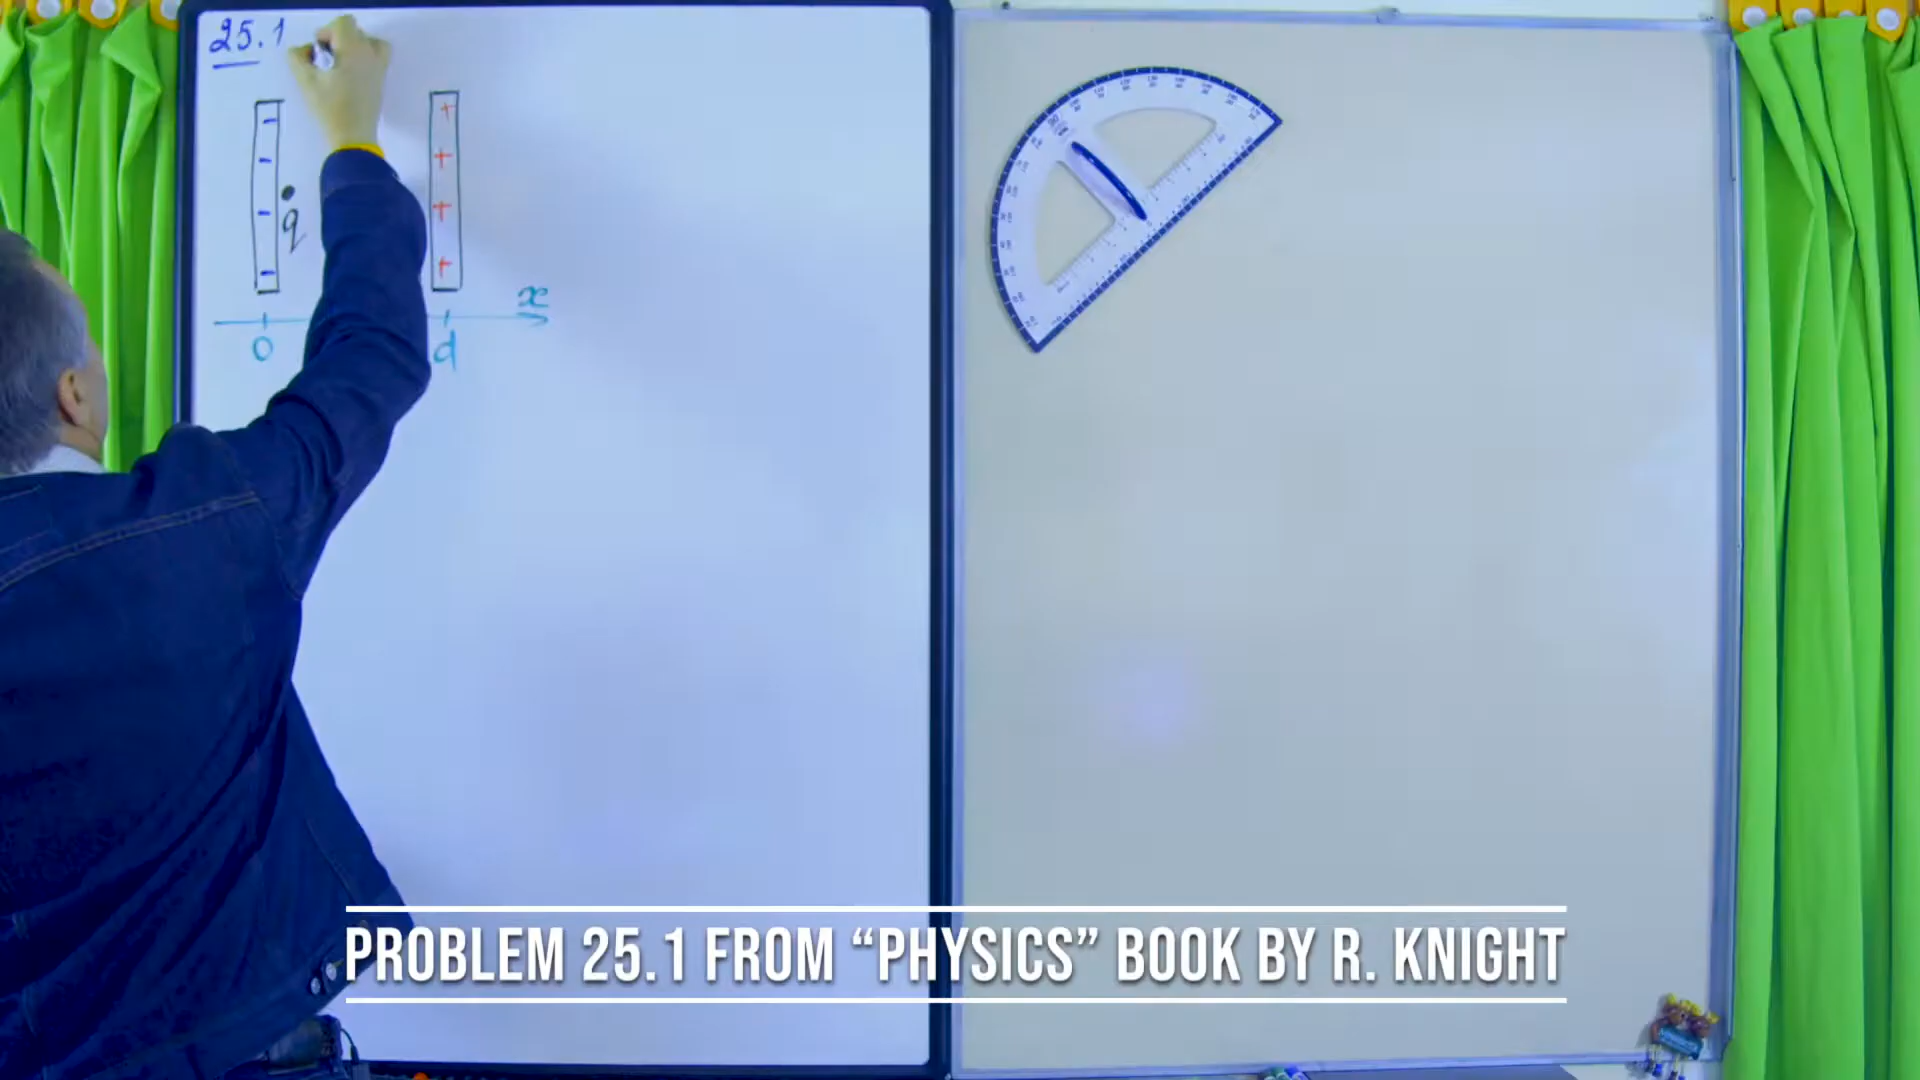 25.1
- +
- +
- +
- +
q
x
0 d
PROBLEM 25.1 FROM “PHYSICS” BOOK BY R. KNIGHT